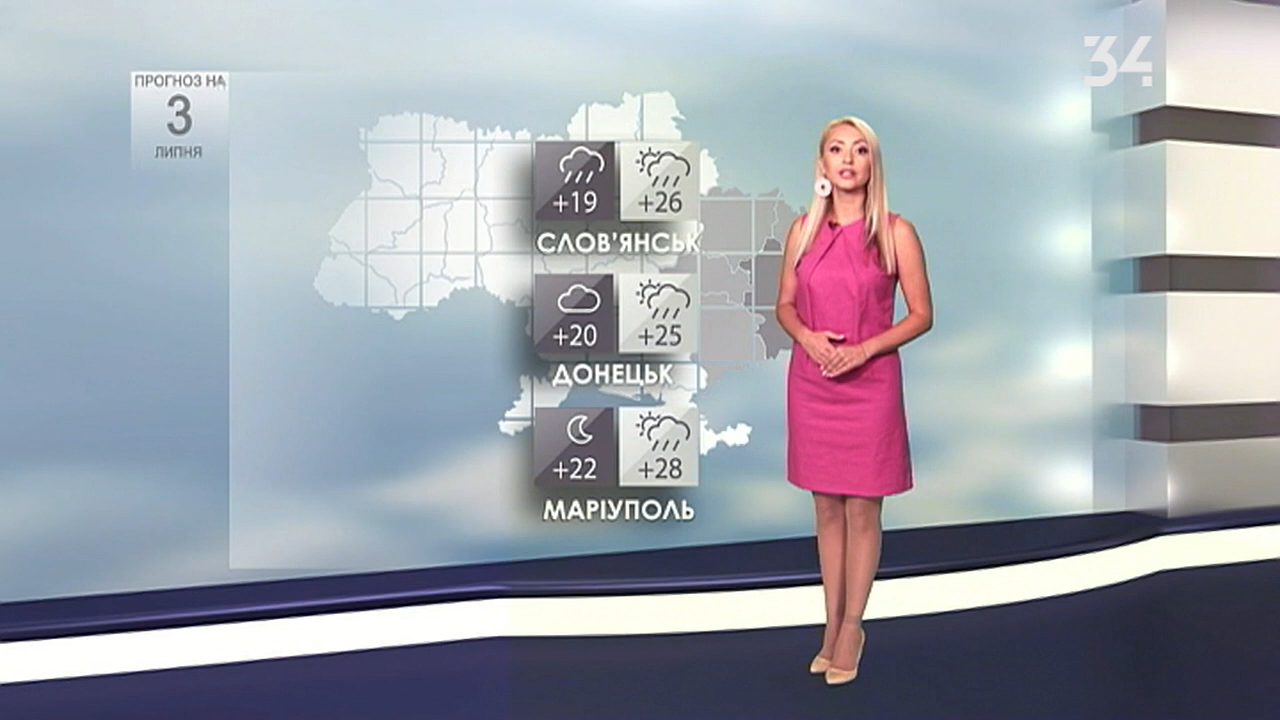 34
ПРОГНОЗ НА
3
ЛИПНЯ
+19 +26
СЛОВ'ЯНСЬК
+20 +25
ДОНЕЦЬК
+22 +28
МАРІУПОЛЬ